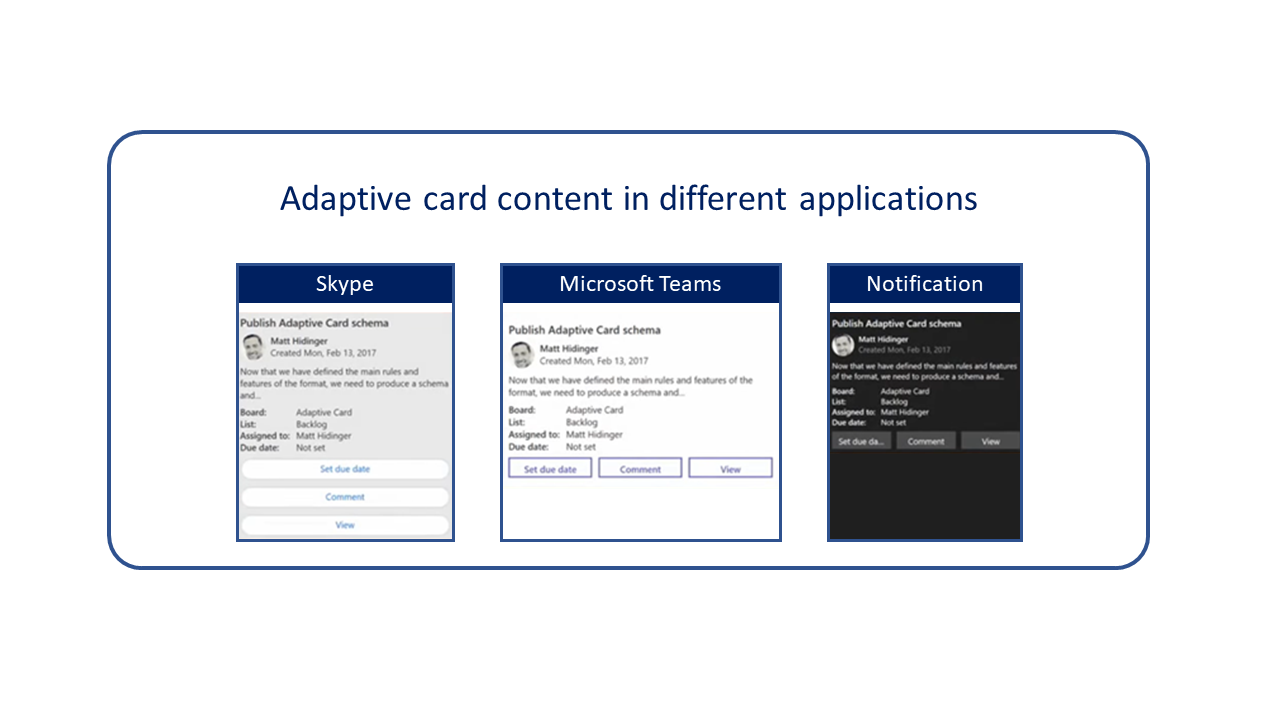 Adaptive card content in different applications
Skype
Publish Adaptive Card schema
Matt Hidinger
Created Mon, Feb 13, 2017
Now that we have defined the main rules and
features of the format, we need to produce a schema
and...
Board: Adaptive Card
List: Backlog
Assigned to: Matt Hidinger
Due date: Not set
Set due date
Comment
View
Microsoft Teams
Publish Adaptive Card schema
Matt Hidinger
Created Mon, Feb 13, 2017
Now that we have defined the main rules and features of the
format, we need to produce a schema and...
Board: Adaptive Card
List: Backlog
Assigned to: Matt Hidinger
Due date: Not set
Set due date Comment View
Notification
Publish Adaptive Card schema
Matt Hidinger
Created Mon, Feb 13, 2017
Now that we have defined the main rules and features
of the format, we need to produce a schema and...
Board: Adaptive Card
List: Backlog
Assigned to: Matt Hidinger
Due date: Not set
Set due da... Comment View